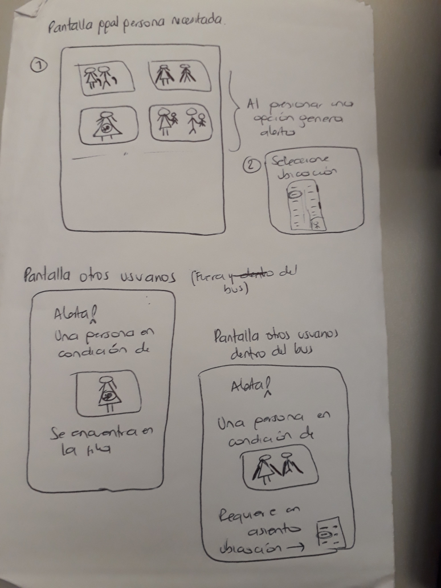 Pantalla ppal persona necesitada.
①
Al presionar una
opción genera
alerta
② Seleccione
ubicación
Pantalla otros usuarios (Fuera y dentro del
bus)
Alerta!
Una persona en
condición de
Se encuentra en
la fila
Pantalla otros usuarios
dentro del bus
Alerta!
Una persona en
condición de
Requiere un
asiento
ubicación →